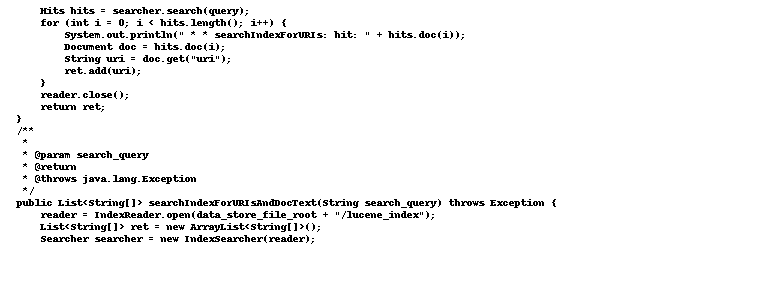 Hits hits = searcher.search(query);
for (int i = 0; i < hits.length(); i++) {
System.out.println(" * * searchIndexForURIs: hit: " + hits.doc(i));
Document doc = hits.doc(i);
String uri = doc.get("uri");
ret.add(uri);
}
reader.close();
return ret;
}
/**
*
* @param search_query
* @return
* @throws java.lang.Exception
*/
public List<String[]> searchIndexForURIsAndDocText(String search_query) throws Exception {
reader = IndexReader.open(data_store_file_root + "/lucene_index");
List<String[]> ret = new ArrayList<String[]>();
Searcher searcher = new IndexSearcher(reader);